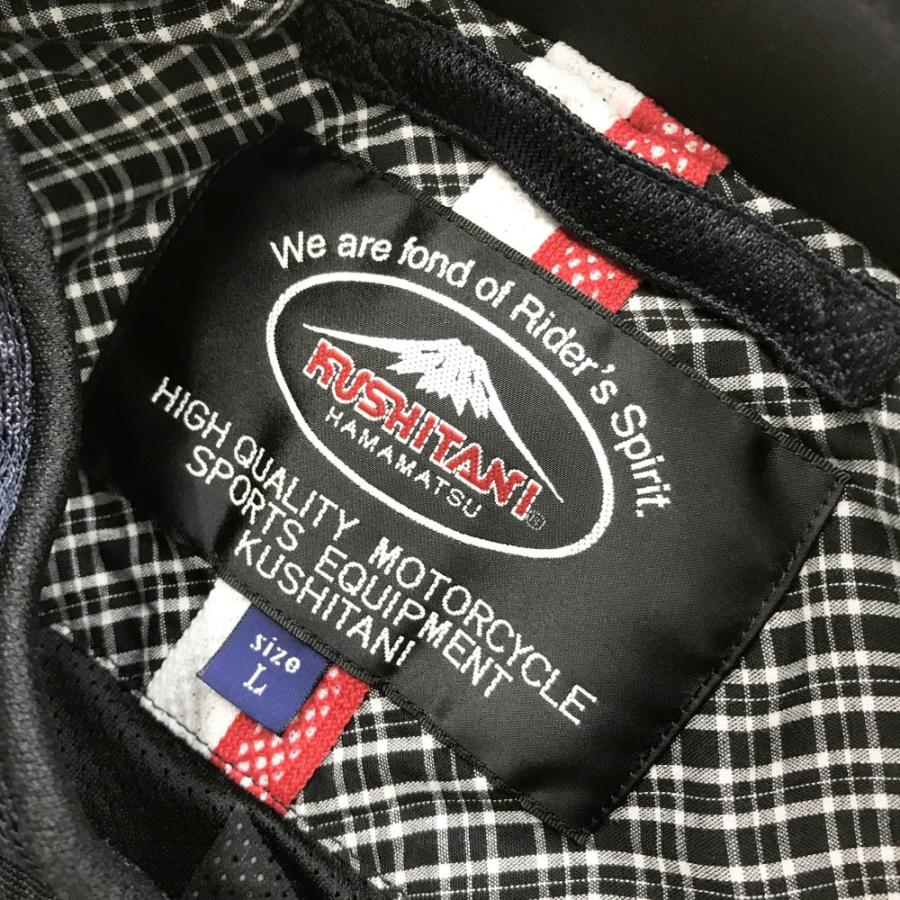 We are fond of Rider's Spirit.
KUSHITANI®
HAMAMATSU
HIGH QUALITY MOTORCYCLE
SPORTS EQUIPMENT
KUSHITANI
size
L